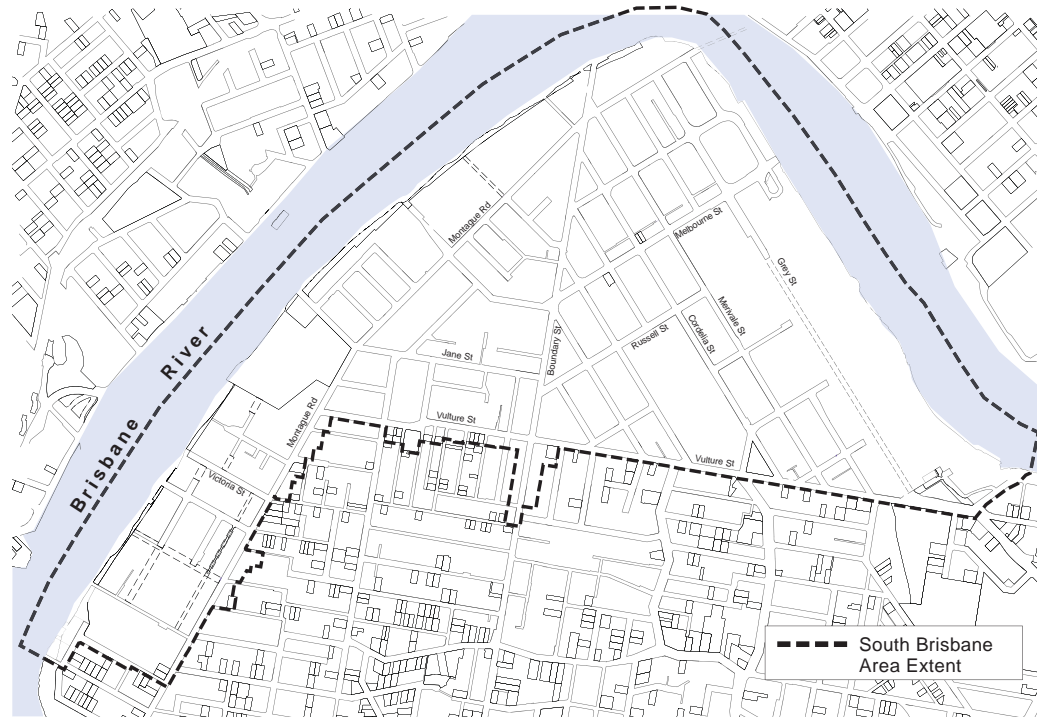 Melbourne St
Montague Rd
Grey St
Merivale St
Cordelia St
Russell St
Boundary St
Jane St
Brisbane River
Montague Rd
Vulture St
Vulture St
Victoria St
South Brisbane
Area Extent